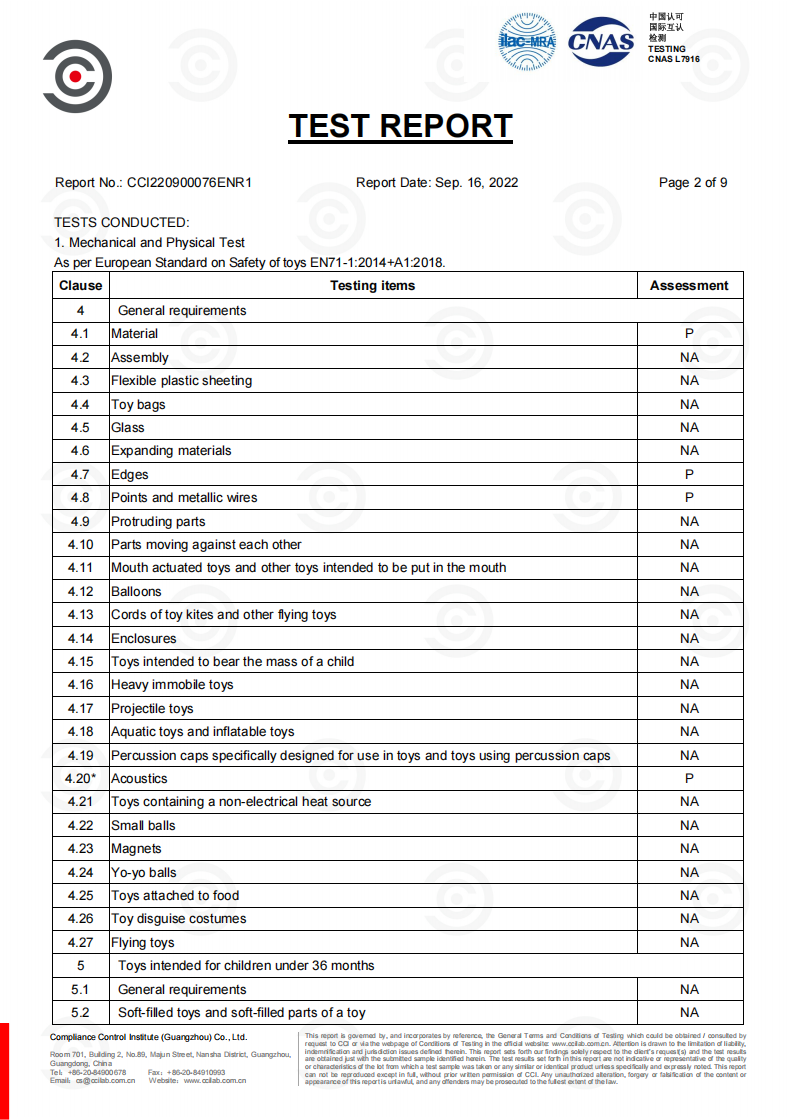 ilac-MRA
CNAS
中国认可
国际互认
检测
TESTING
CNAS L7916
TEST REPORT
Report No.: CCI220900076ENR1 Report Date: Sep. 16, 2022 Page 2 of 9
TESTS CONDUCTED:
1. Mechanical and Physical Test
As per European Standard on Safety of toys EN71-1:2014+A1:2018.
Clause Testing items Assessment
4 General requirements
4.1 Material P
4.2 Assembly NA
4.3 Flexible plastic sheeting NA
4.4 Toy bags NA
4.5 Glass NA
4.6 Expanding materials NA
4.7 Edges P
4.8 Points and metallic wires P
4.9 Protruding parts NA
4.10 Parts moving against each other NA
4.11 Mouth actuated toys and other toys intended to be put in the mouth NA
4.12 Balloons NA
4.13 Cords of toy kites and other flying toys NA
4.14 Enclosures NA
4.15 Toys intended to bear the mass of a child NA
4.16 Heavy immobile toys NA
4.17 Projectile toys NA
4.18 Aquatic toys and inflatable toys NA
4.19 Percussion caps specifically designed for use in toys and toys using percussion caps NA
4.20* Acoustics P
4.21 Toys containing a non-electrical heat source NA
4.22 Small balls NA
4.23 Magnets NA
4.24 Yo-yo balls NA
4.25 Toys attached to food NA
4.26 Toy disguise costumes NA
4.27 Flying toys NA
5 Toys intended for children under 36 months
5.1 General requirements NA
5.2 Soft-filled toys and soft-filled parts of a toy NA
Compliance Control Institute (Guangzhou) Co., Ltd.
Room 701, Building 2, No.89, Majiun Street, Nansha District, Guangzhou,
Guangdong, China
Tel: +86-20-84900678 Fax: +86-20-84910993
Email: cs@ccilab.com.cn Website: www.ccilab.com.cn
This report is governed by, and incorporates by reference, the General Terms and Conditions of Testing which could be obtained / consulted by
request to CCI or via the webpage of Conditions of Testing in the official website: www.ccilab.com.cn. Attention is drawn to the limitation of liability,
indemnification and jurisdiction issues defined herein. This report sets forth our findings solely respect to the client's request(s) and the test results
are obtained just with the submitted sample identified herein. The test results set forth in this report are not indicative or representative of the quality
or characteristics of the lot from which a test sample was taken or any similar or identical product unless specifically and expressly noted. This report
can not be reproduced except in full, without prior written permission of CCI. Any unauthorized alteration, forgery or falsification of the content or
appearance of this report is unlawful, and any offenders may be prosecuted to the fullest extent of the law.